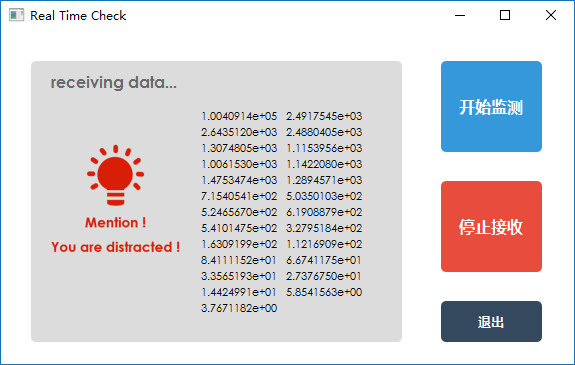 Real Time Check
receiving data...
1.0040914e+05 2.4917545e+03
2.6435120e+03 2.4880405e+03
1.3074805e+03 1.1153956e+03
1.0061530e+03 1.1422080e+03
1.4753474e+03 1.2894571e+03
7.1540541e+02 5.0350103e+02
5.2465670e+02 6.1908879e+02
5.4101475e+02 3.2795184e+02
1.6309199e+02 1.1216909e+02
8.4111152e+01 6.6741175e+01
3.3565193e+01 2.7376750e+01
1.4424991e+01 5.8541563e+00
3.7671182e+00
Mention !
You are distracted !
开始监测
停止接收
退出